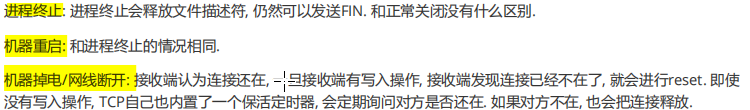 进程终止: 进程终止会释放文件描述符, 仍然可以发送FIN. 和正常关闭没有什么区别.
机器重启: 和进程终止的情况相同.
机器掉电/网线断开: 接收端认为连接还在, 一旦接收端有写入操作, 接收端发现连接已经不在了, 就会进行reset. 即使
没有写入操作, TCP自己也内置了一个保活定时器, 会定期询问对方是否还在. 如果对方不在, 也会把连接释放.